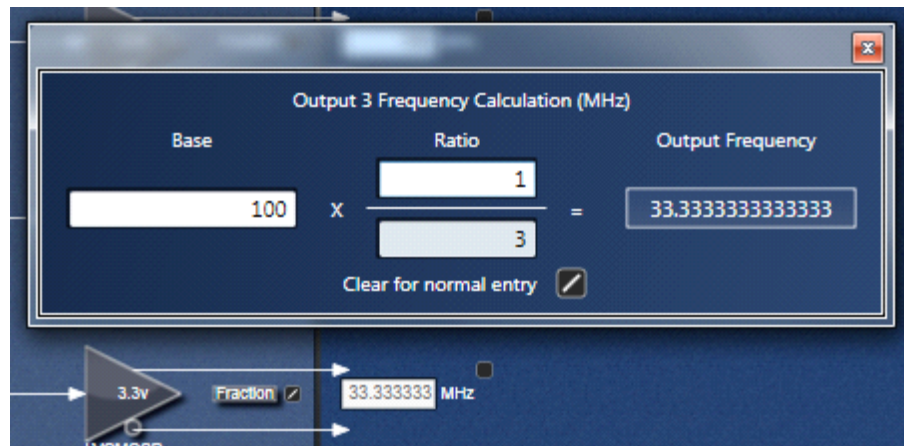 x
Output 3 Frequency Calculation (MHz)
Base Ratio Output Frequency
1
100 X = 33.3333333333333
3
Clear for normal entry
3.3v Fraction 33.333333 MHz